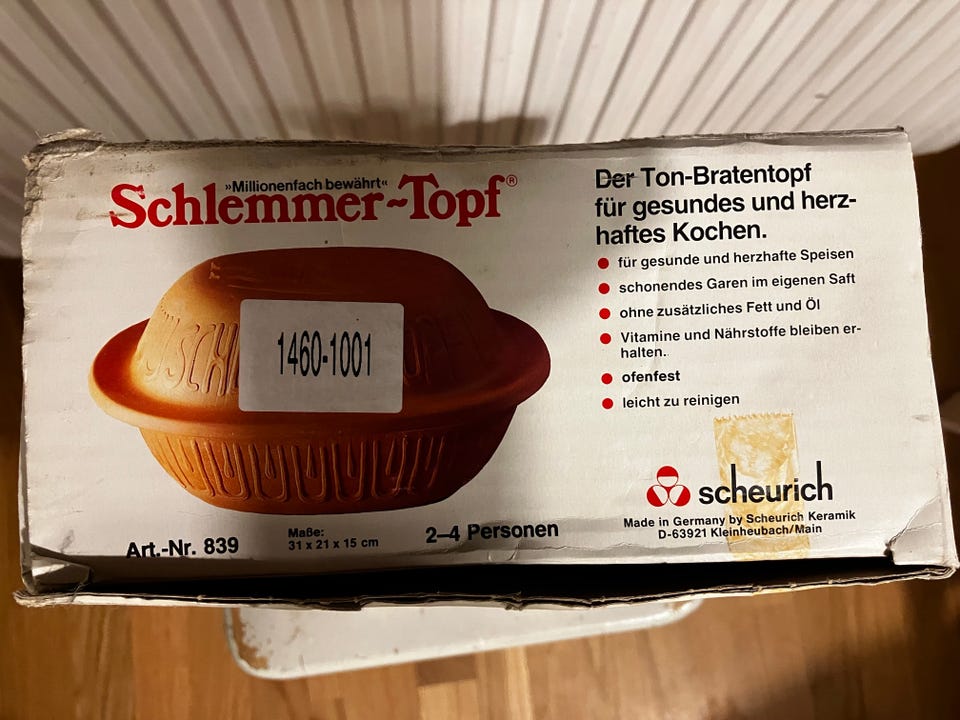 »Millionenfach bewährt«
Schlemmer~Topf®
1460-1001
Art.-Nr. 839
Maße:
31 x 21 x 15 cm
2–4 Personen
Der Ton-Bratentopf
für gesundes und herz-
haftes Kochen.
für gesunde und herzhafte Speisen
schonendes Garen im eigenen Saft
ohne zusätzliches Fett und Öl
Vitamine und Nährstoffe bleiben er-
halten.
ofenfest
leicht zu reinigen
scheurich
Made in Germany by Scheurich Keramik
D-63921 Kleinheubach/Main